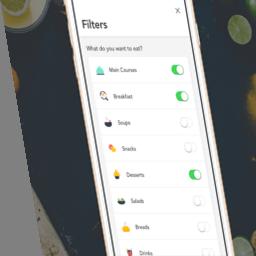 X
Filters
What do you want to eat?
Main Courses
Breakfast
Soups
Snacks
Desserts
Salads
Breads
Drinks